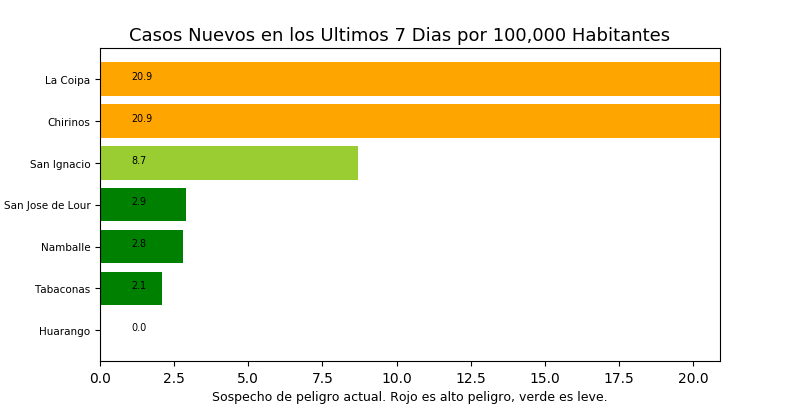 Casos Nuevos en los Ultimos 7 Dias por 100,000 Habitantes
La Coipa 20.9
Chirinos 20.9
San Ignacio 8.7
San Jose de Lour 2.9
Namballe 2.8
Tabaconas 2.1
Huarango 0.0
0.0 2.5 5.0 7.5 10.0 12.5 15.0 17.5 20.0
Sospecho de peligro actual. Rojo es alto peligro, verde es leve.